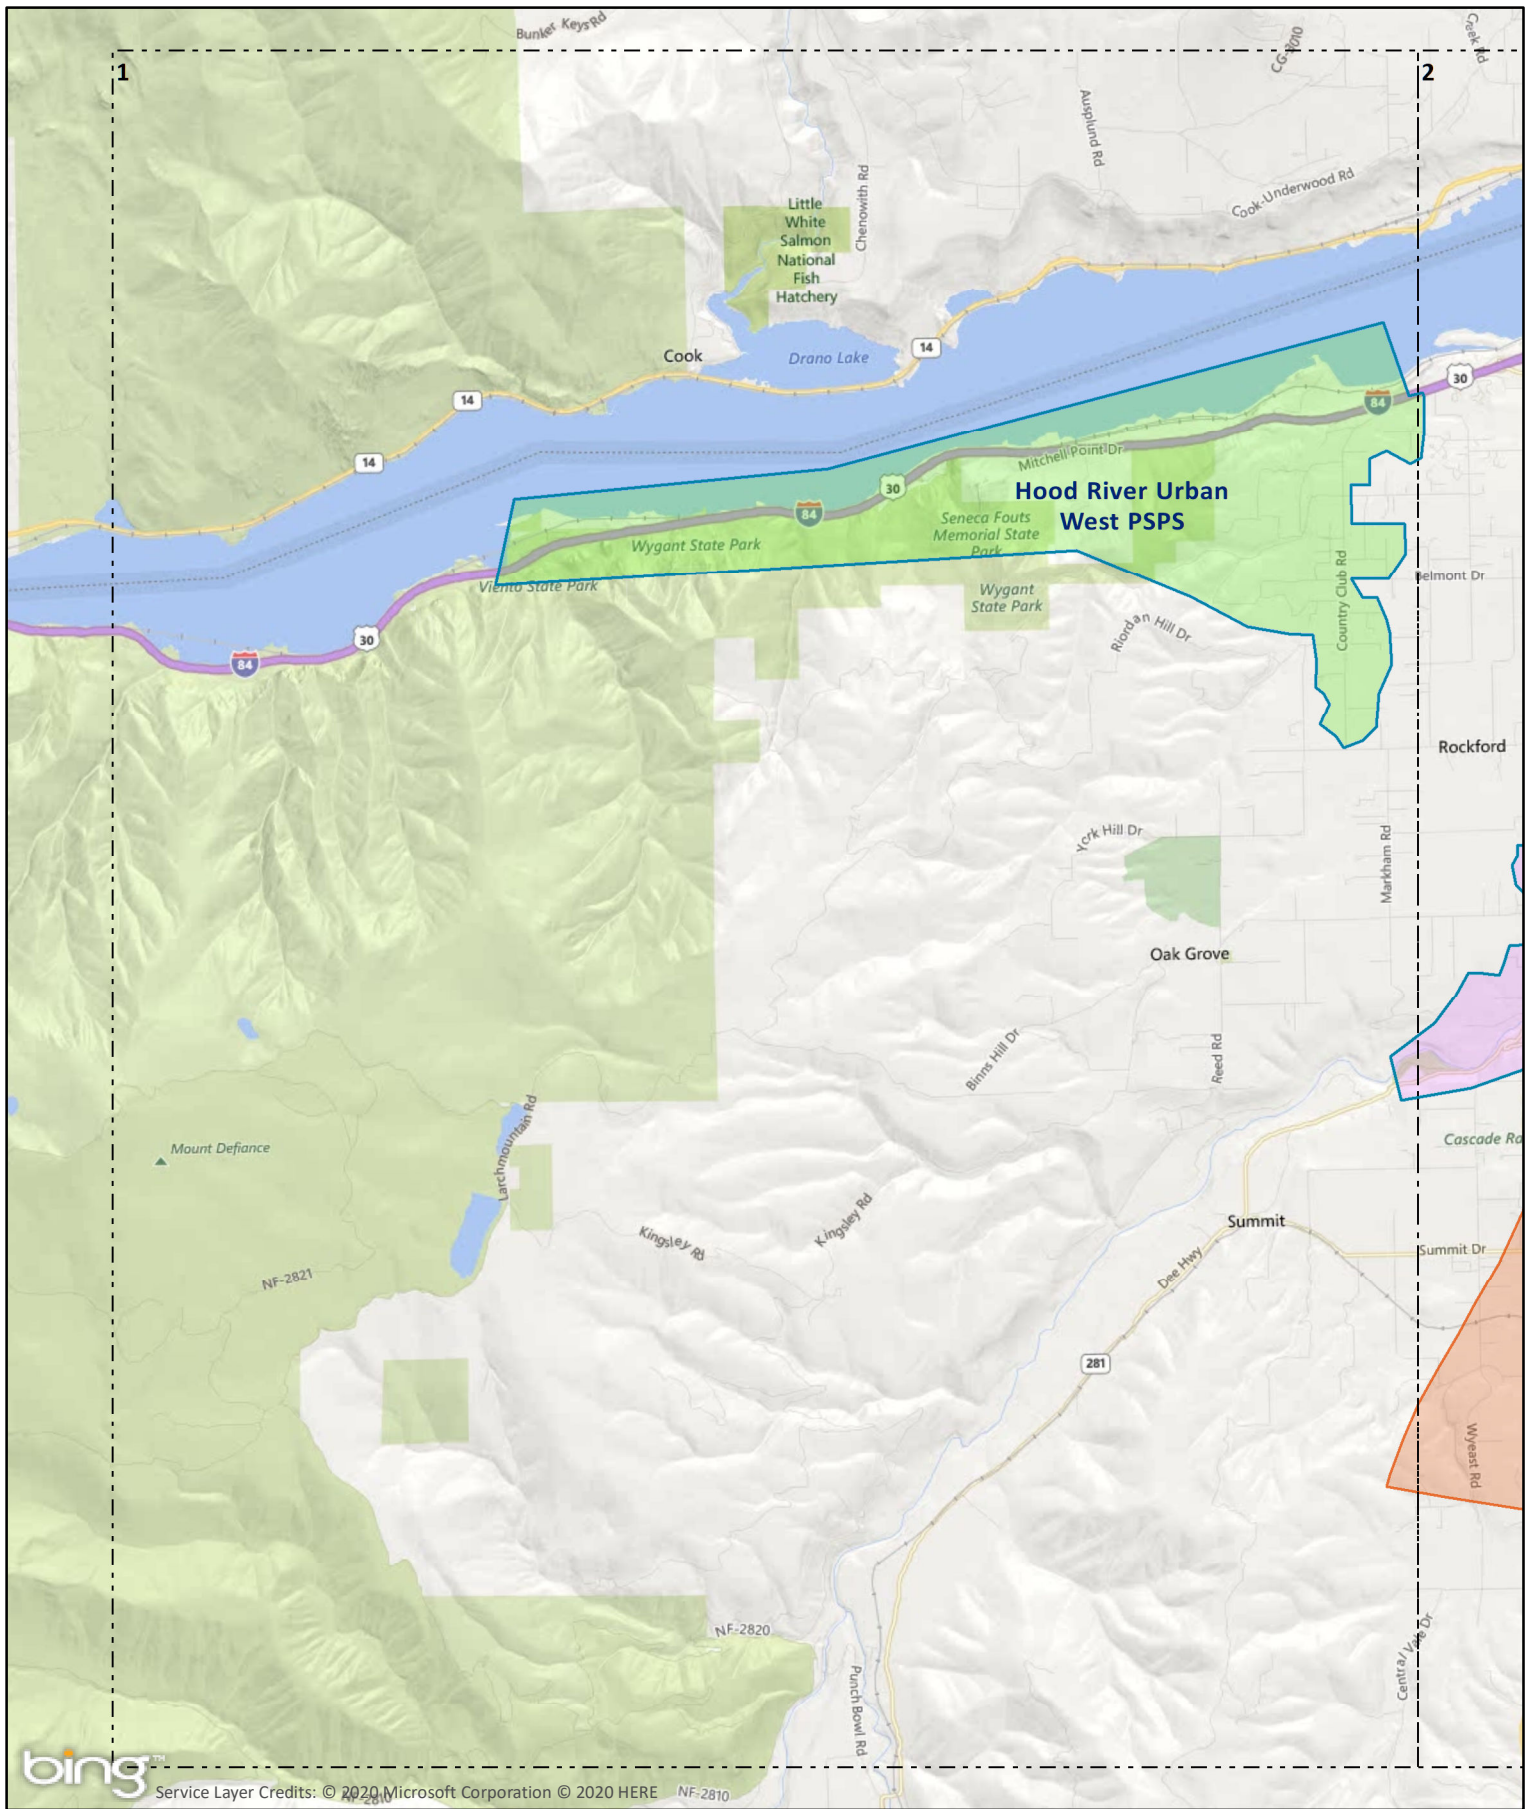 Bunker Keys Rd
Creek Rd
CG-3010
1
2
Ausplund Rd
Chenowith Rd
Cook-Underwood Rd
Little
White
Salmon
National
Fish
Hatchery
Cook
Drano Lake
14
14
14
30
84
Mitchell Point Dr
30
84
Hood River Urban
West PSPS
Seneca Fouts
Memorial State
Park
Wygant State Park
Viento State Park
Wygant
State Park
Country Club Rd
Belmont Dr
Riordan Hill Dr
30
84
Rockford
York Hill Dr
Markham Rd
Oak Grove
Binns Hill Dr
Reed Rd
Larchmountain Rd
Mount Defiance
Cascade Ra
Kingsley Rd
Kingsley Rd
Summit
Summit Dr
Dee Hwy
NF-2821
281
Wyeast Rd
NF-2820
Punch Bowl Rd
Central Vale Dr
bing™
Service Layer Credits: © 2020 Microsoft Corporation © 2020 HERE
NF-2810
NF-2810